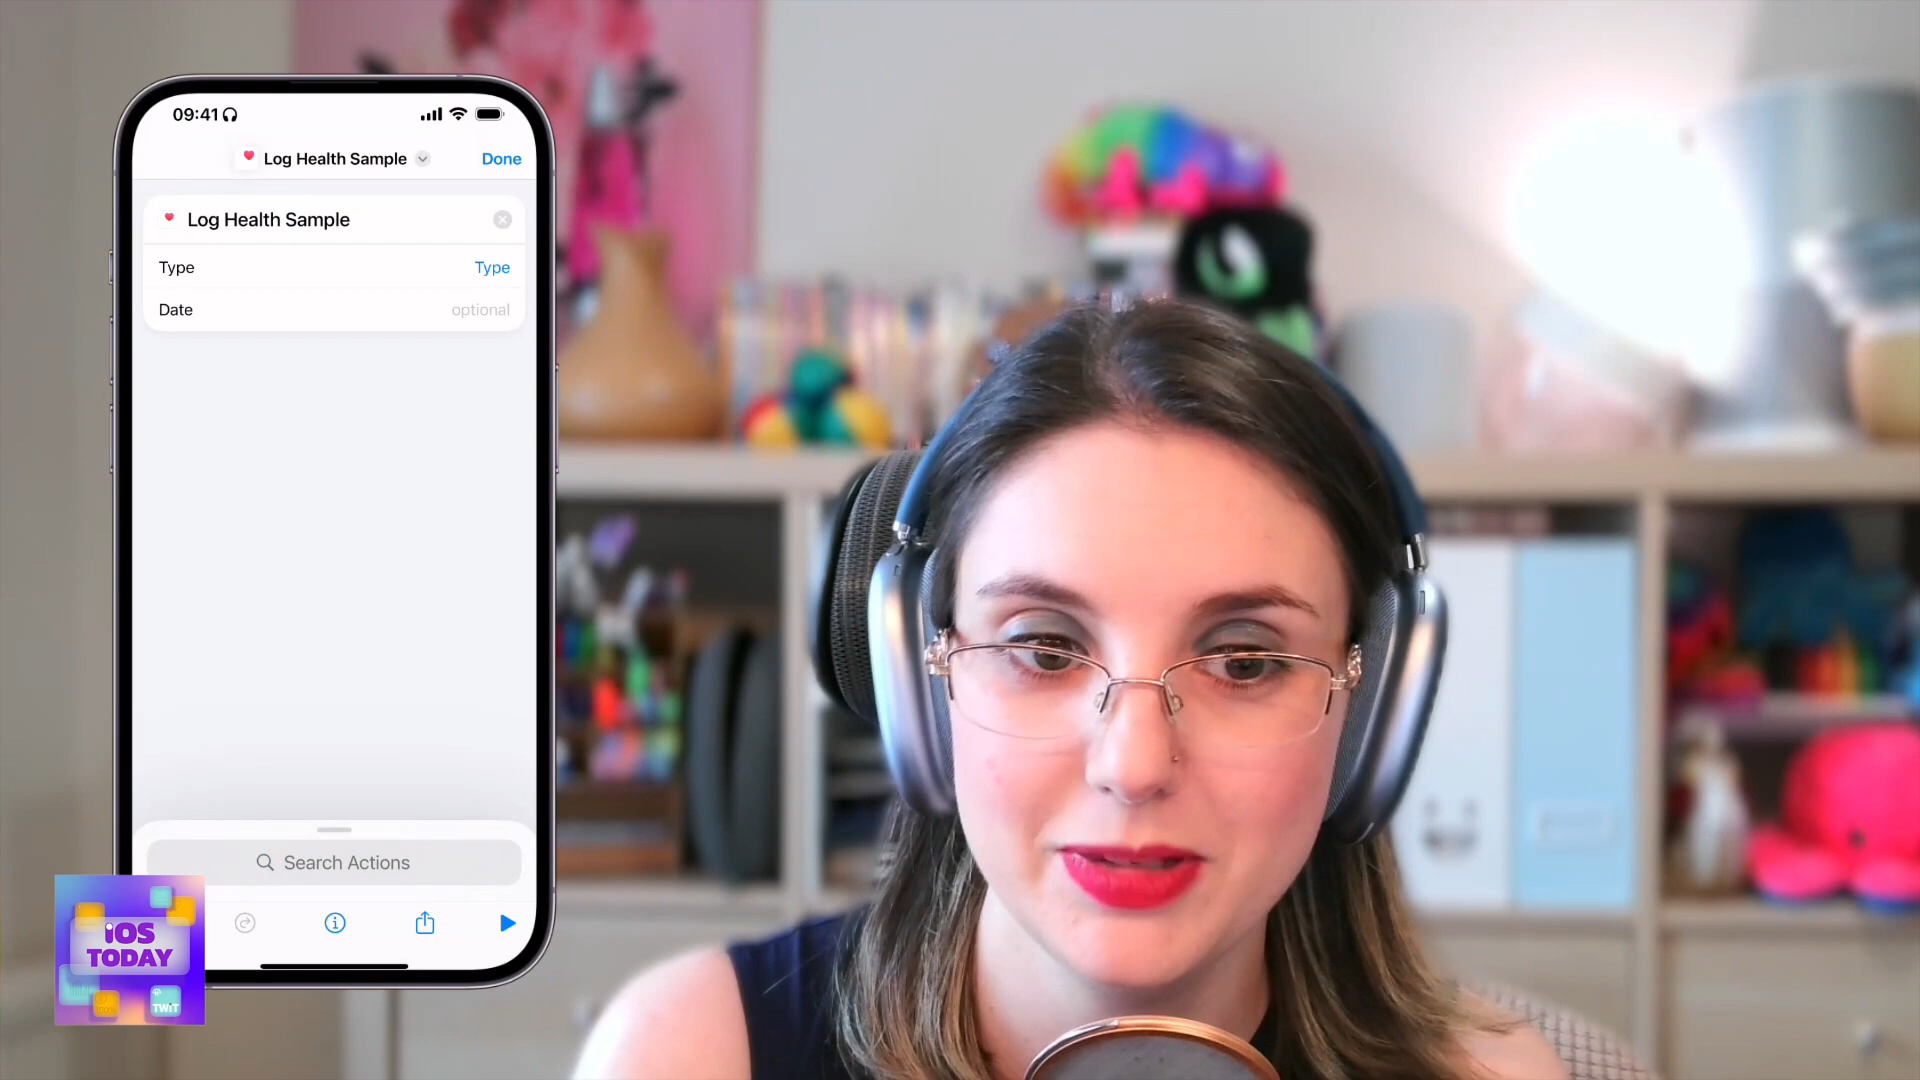 09:41
Log Health Sample
Done
Log Health Sample
Type
Type
Date
optional
Search Actions
iOS
TODAY
TWiT